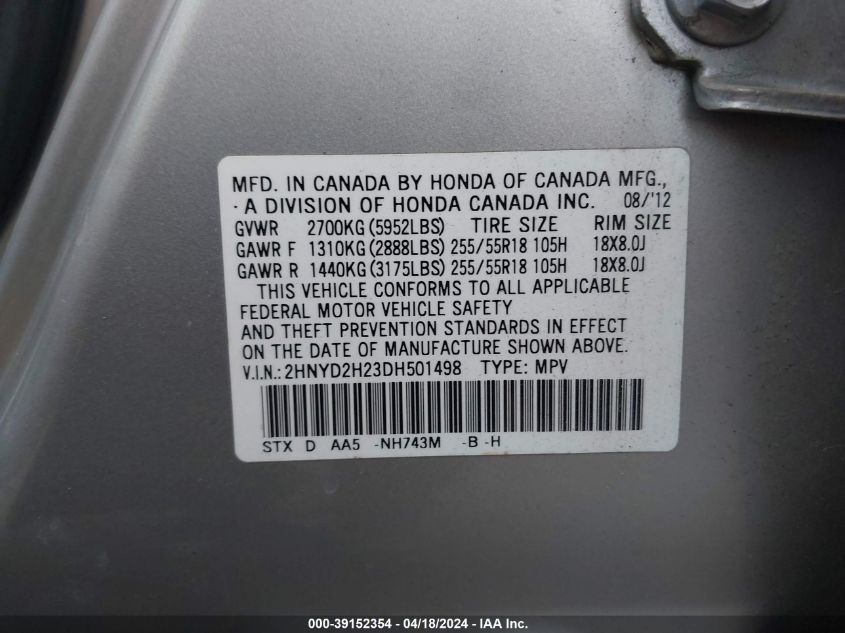 MFD. IN CANADA BY HONDA OF CANADA MFG.,
· A DIVISION OF HONDA CANADA INC. 08/'12
GVWR 2700KG (5952LBS) TIRE SIZE RIM SIZE
GAWR F 1310KG (2888LBS) 255/55R18 105H 18X8.0J
GAWR R 1440KG (3175LBS) 255/55R18 105H 18X8.0J
THIS VEHICLE CONFORMS TO ALL APPLICABLE
FEDERAL MOTOR VEHICLE SAFETY
AND THEFT PREVENTION STANDARDS IN EFFECT
ON THE DATE OF MANUFACTURE SHOWN ABOVE.
V.I.N.: 2HNYD2H23DH501498 TYPE: MPV
STX D AA5 -NH743M -B -H
000-39152354 / 04/18/2024 - IAA Inc.